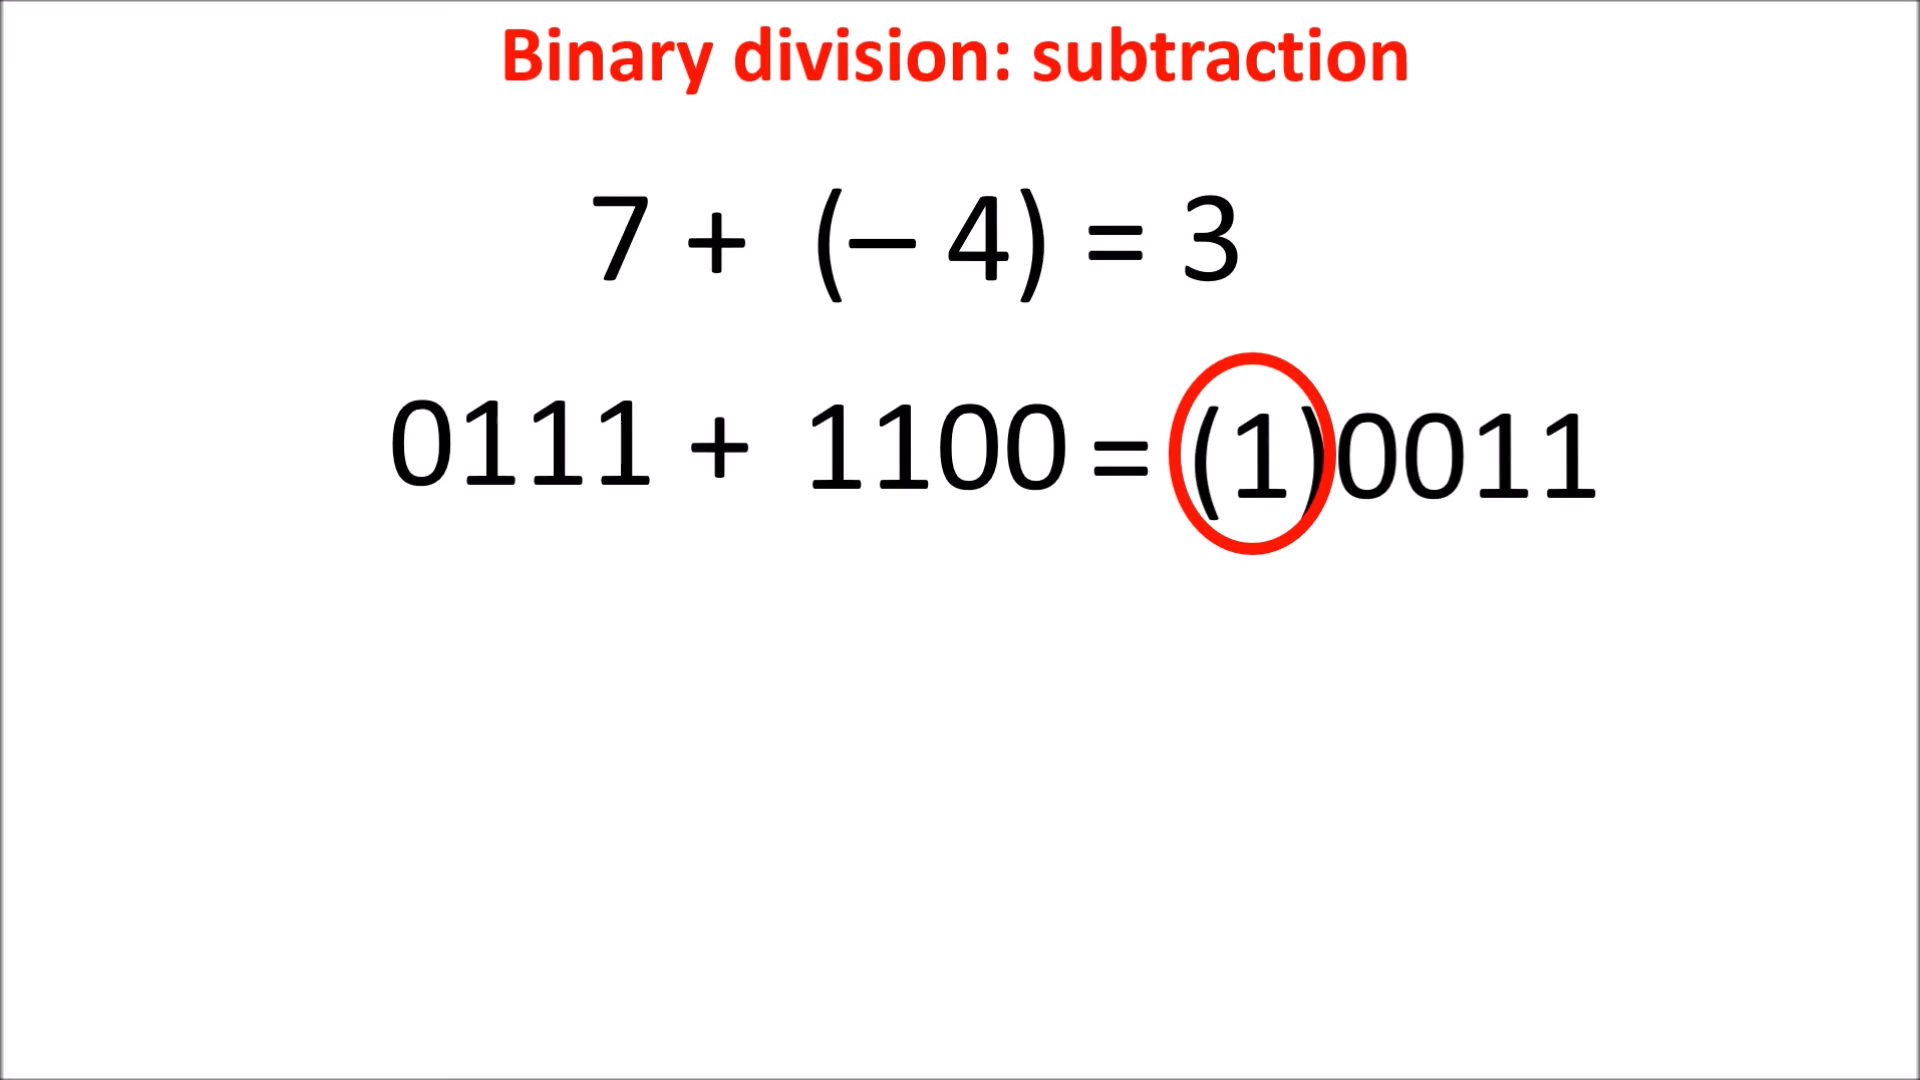 Binary division: subtraction
7 + (– 4) = 3
0111 + 1100 = (1)0011